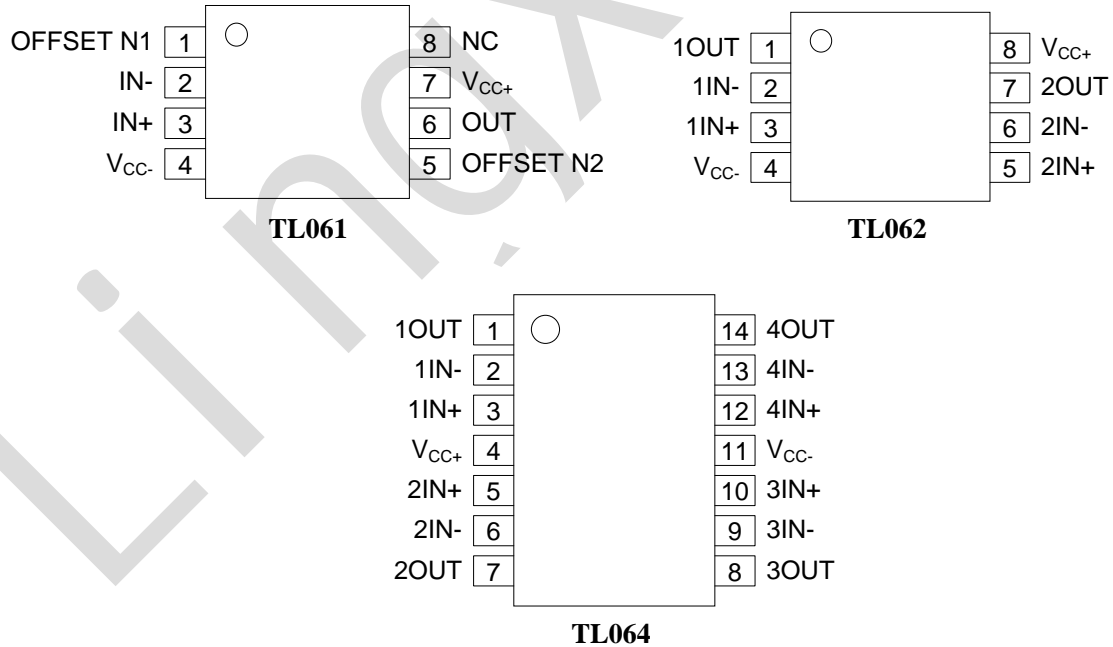 OFFSET N1 1 8 NC
IN- 2 7 VCC+
IN+ 3 6 OUT
VCC- 4 5 OFFSET N2
TL061
1OUT 1 8 VCC+
1IN- 2 7 2OUT
1IN+ 3 6 2IN-
VCC- 4 5 2IN+
TL062
1OUT 1 14 4OUT
1IN- 2 13 4IN-
1IN+ 3 12 4IN+
VCC+ 4 11 VCC-
2IN+ 5 10 3IN+
2IN- 6 9 3IN-
2OUT 7 8 3OUT
TL064